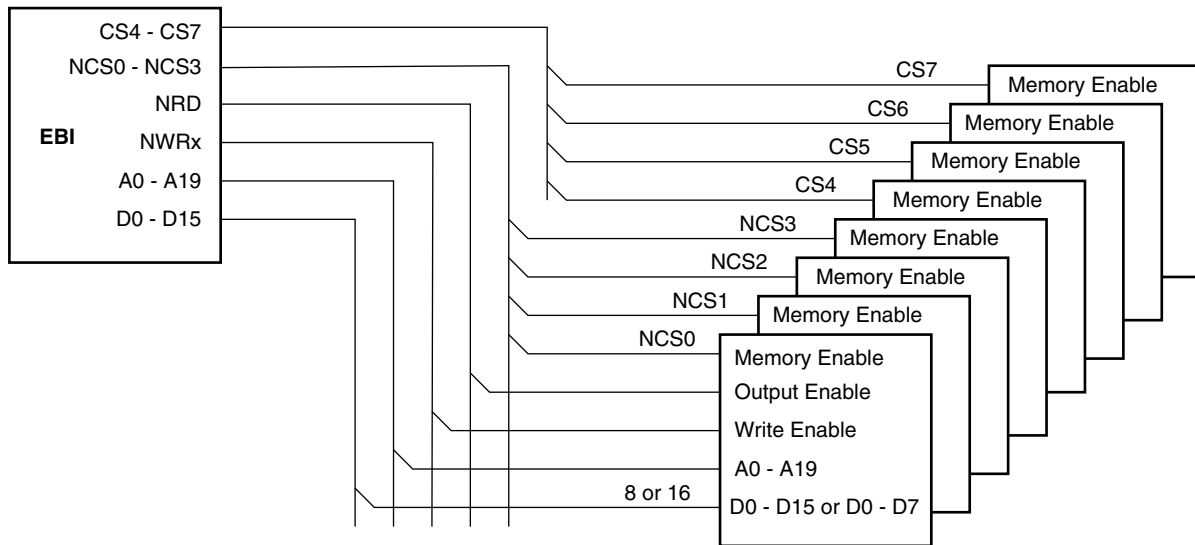 CS4 - CS7
NCS0 - NCS3
NRD
EBI
NWRx
A0 - A19
D0 - D15
CS7
Memory Enable
CS6
Memory Enable
CS5
Memory Enable
CS4
Memory Enable
NCS3
Memory Enable
NCS2
Memory Enable
NCS1
Memory Enable
NCS0
Memory Enable
Output Enable
Write Enable
A0 - A19
8 or 16
D0 - D15 or D0 - D7